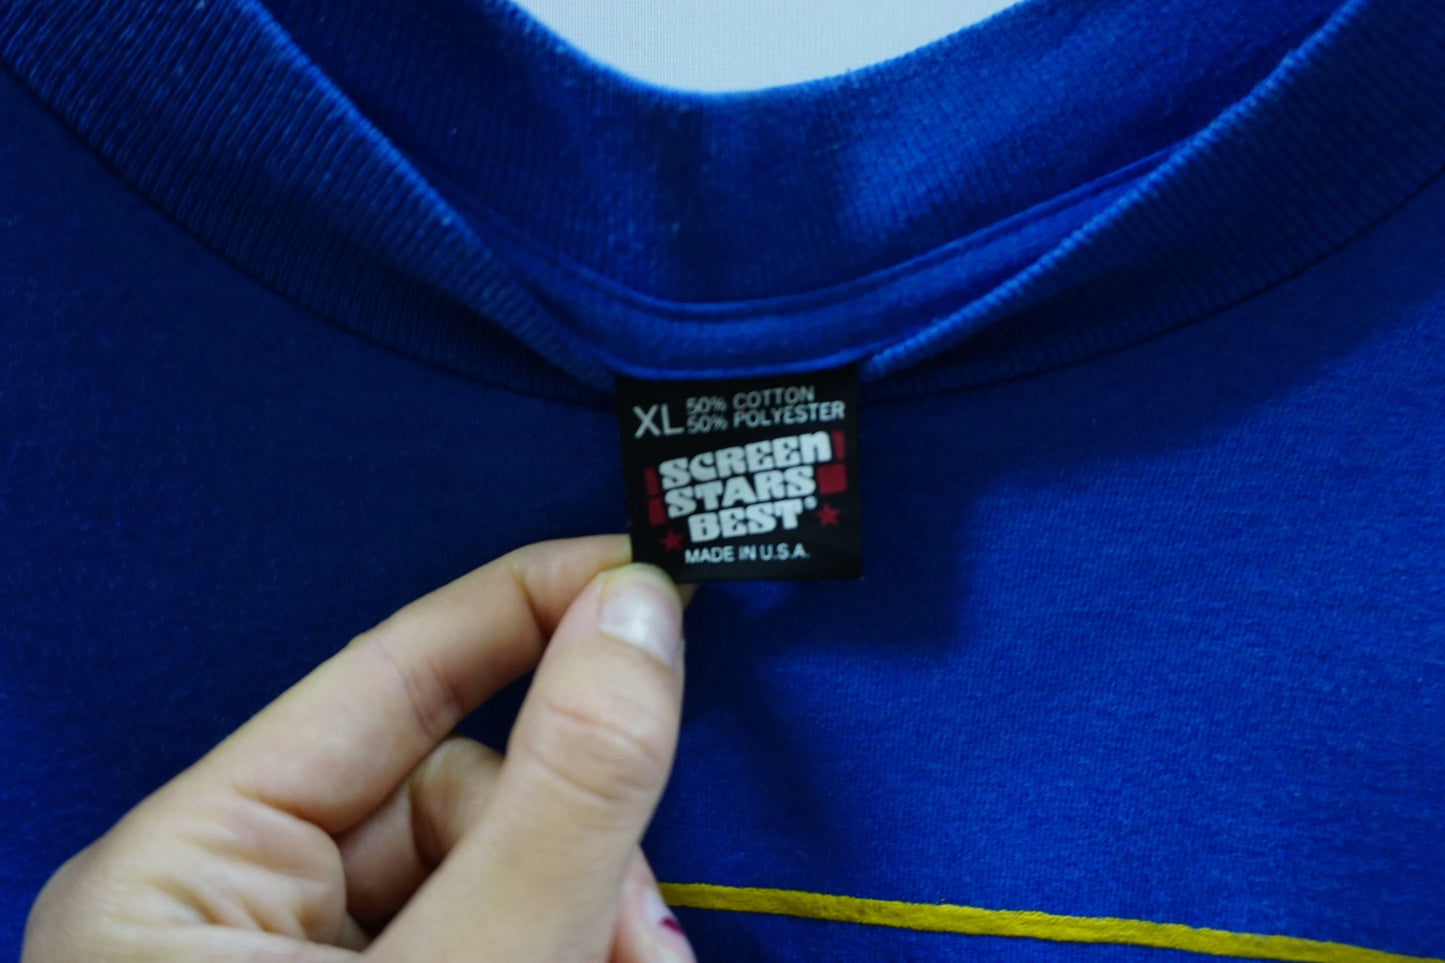 XL 50% COTTON
50% POLYESTER
SCREEN
STARS
BEST®
MADE IN U.S.A.